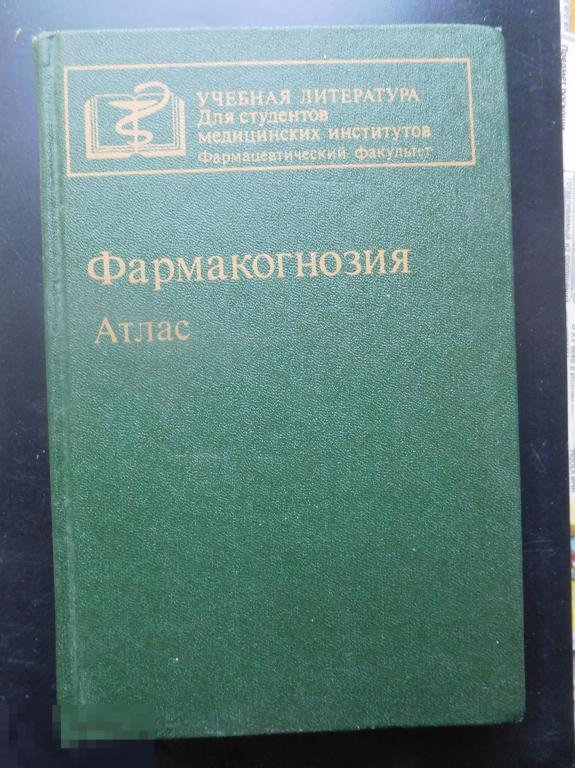 УЧЕБНАЯ ЛИТЕРАТУРА
Для студентов
медицинских институтов
Фармацевтический факультет
Фармакогнозия
Атлас